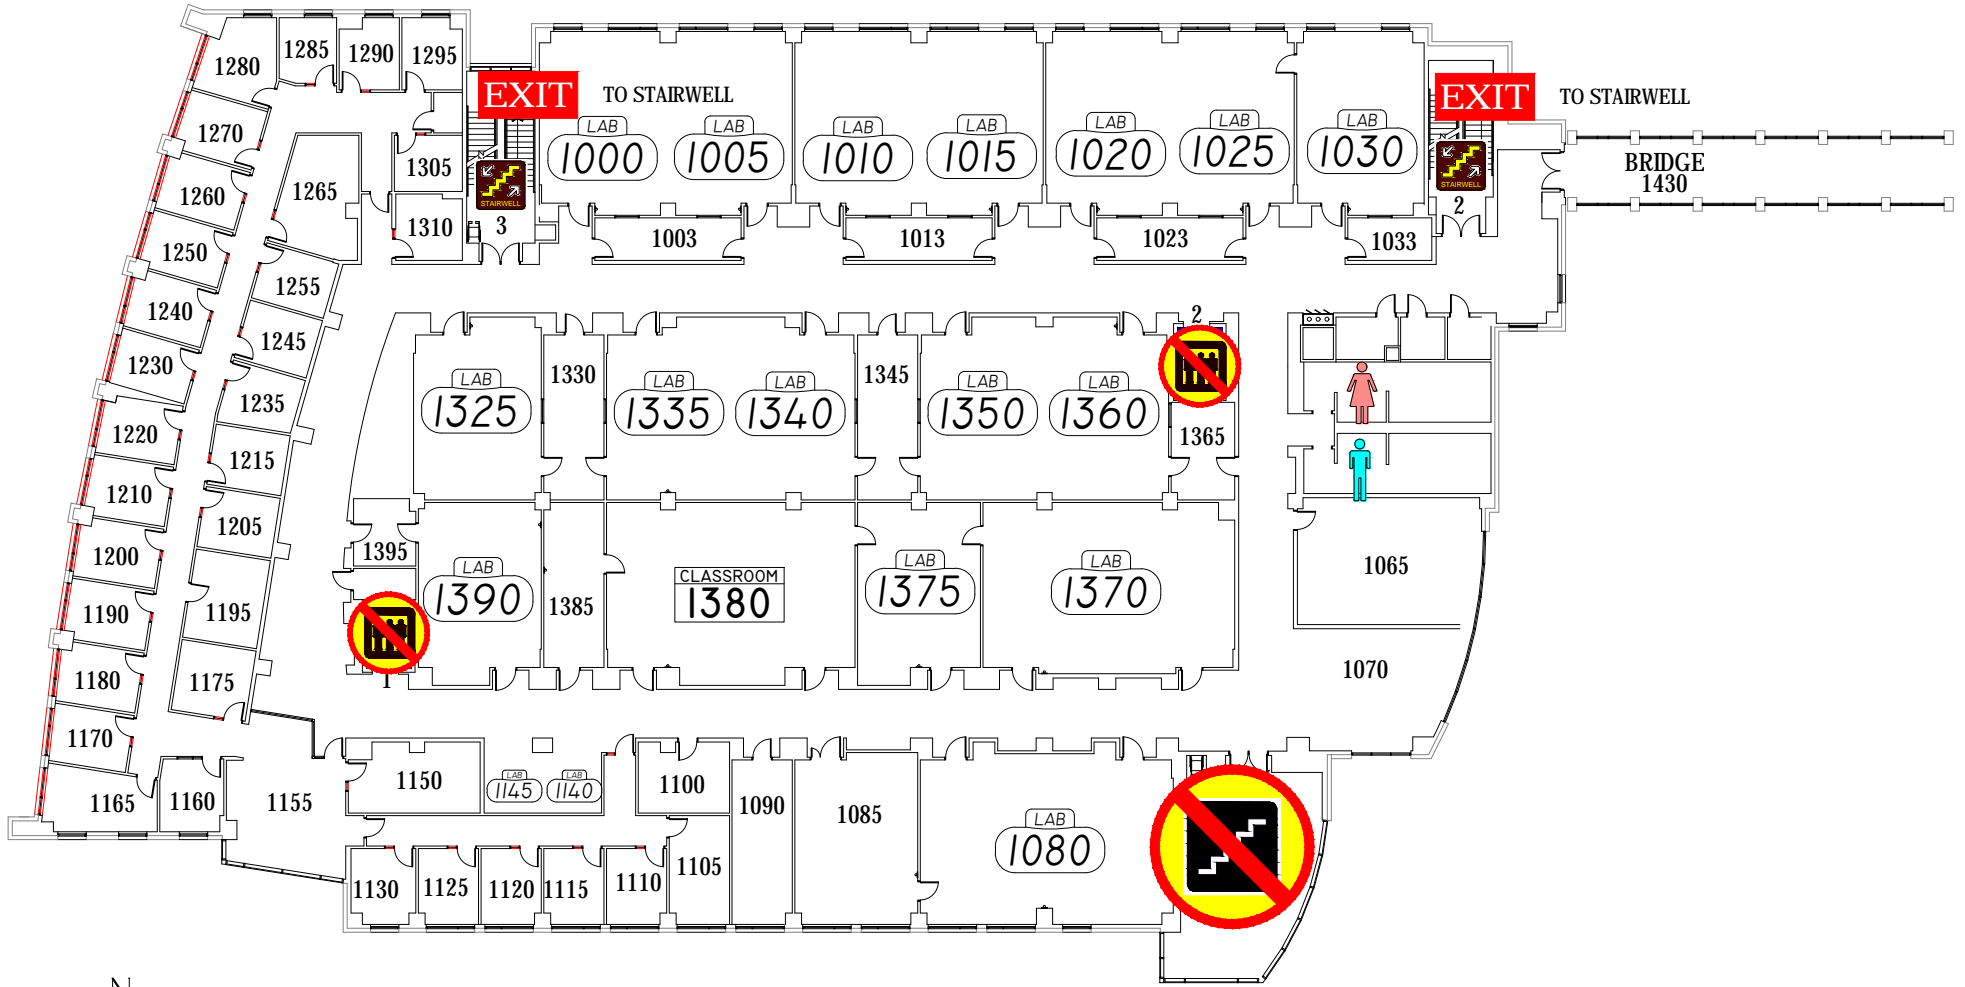 1280
1285
1290
1295
EXIT TO STAIRWELL
EXIT TO STAIRWELL
1270
1305
1265
1260
1310
1250
1255
1240
1245
1230
1235
1220
1215
1210
1205
1200
1195
1190
1180
1175
1170
1165
1160
1155
LAB
1000
LAB
1005
LAB
1010
LAB
1015
LAB
1020
LAB
1025
LAB
1030
BRIDGE
1430
STAIRWELL
3
STAIRWELL
2
1003
1013
1023
1033
LAB
1325
1330
LAB
1335
LAB
1340
1345
LAB
1350
LAB
1360
2
1365
1395
LAB
1390
1385
CLASSROOM
1380
LAB
1375
LAB
1370
1065
1070
1
1150
LAB
1145
LAB
1140
1100
1090
1085
LAB
1080
1105
1130
1125
1120
1115
1110
N